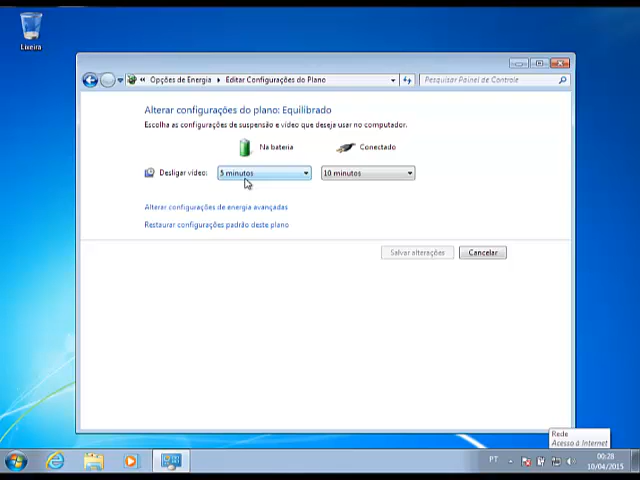 Lixeira
Opções de Energia
Editar Configurações do Plano
Pesquisar Painel de Controle
Alterar configurações do plano: Equilibrado
Escolha as configurações de suspensão e vídeo que deseja usar no computador.
Na bateria
Conectado
Desligar vídeo:
5 minutos
10 minutos
Alterar configurações de energia avançadas
Restaurar configurações padrão deste plano
Salvar alterações
Cancelar
Rede
Acesso à Internet
PT
00:28
10/04/2015